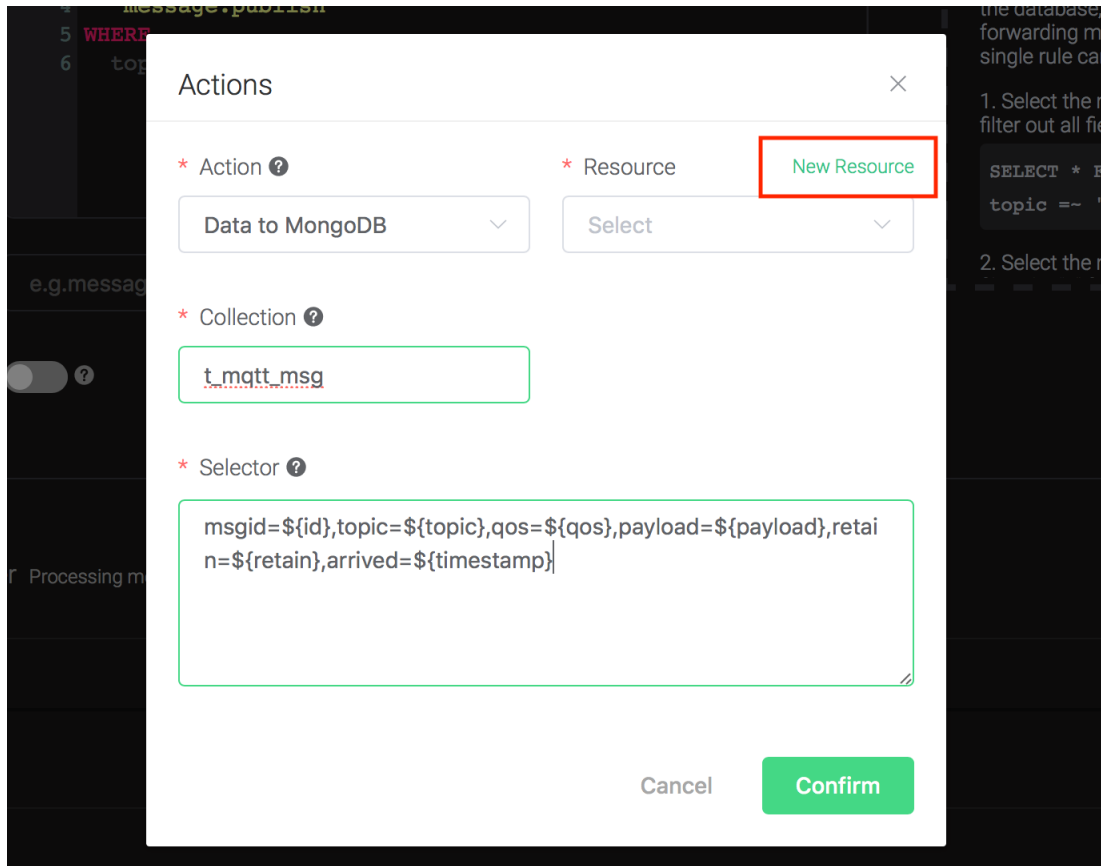 4 message.publish
5 WHERE
6 top
the database,
forwarding m
single rule ca
1. Select the r
filter out all fie
SELECT * F
topic =~ '
2. Select the r
e.g.messag
r Processing m
Actions
* Action ?
* Resource
New Resource
Data to MongoDB
Select
* Collection ?
t_mqtt_msg
* Selector ?
msgid=${id},topic=${topic},qos=${qos},payload=${payload},retai
n=${retain},arrived=${timestamp}
Cancel
Confirm